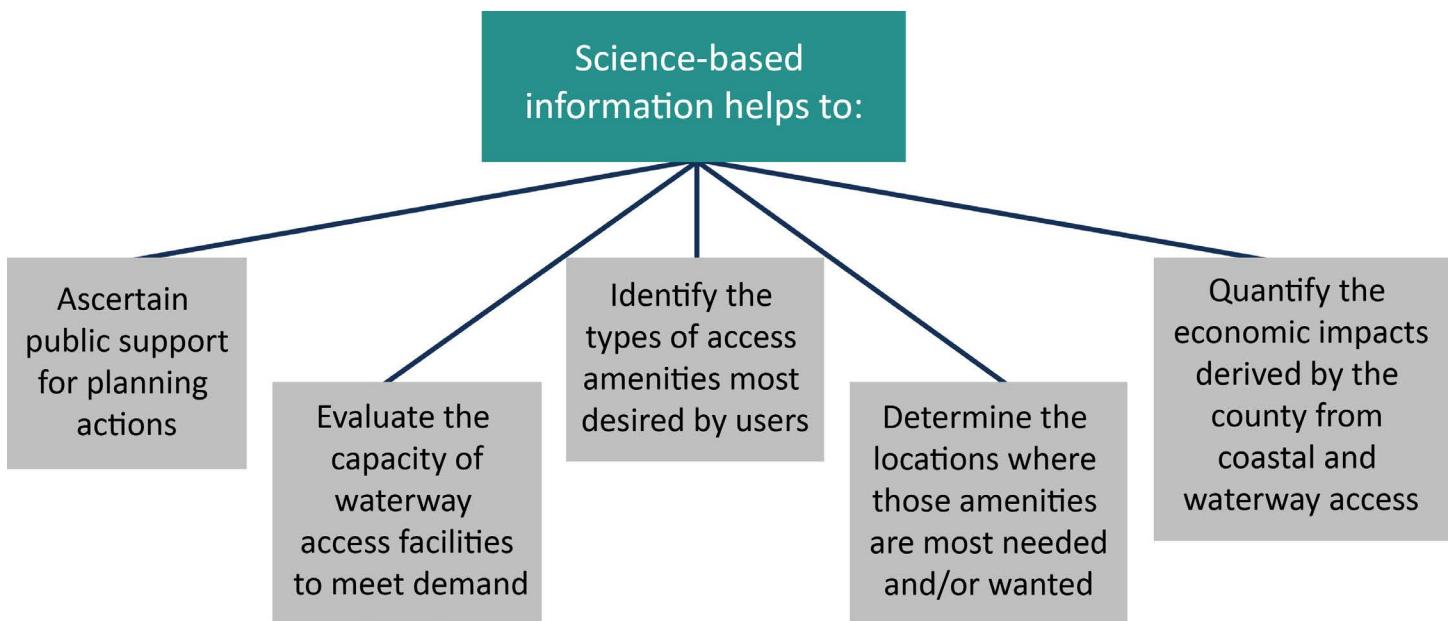 Science-based
information helps to:
Ascertain
public support
for planning
actions
Evaluate the
capacity of
waterway
access facilities
to meet demand
Identify the
types of access
amenities most
desired by users
Determine the
locations where
those amenities
are most needed
and/or wanted
Quantify the
economic impacts
derived by the
county from
coastal and
waterway access